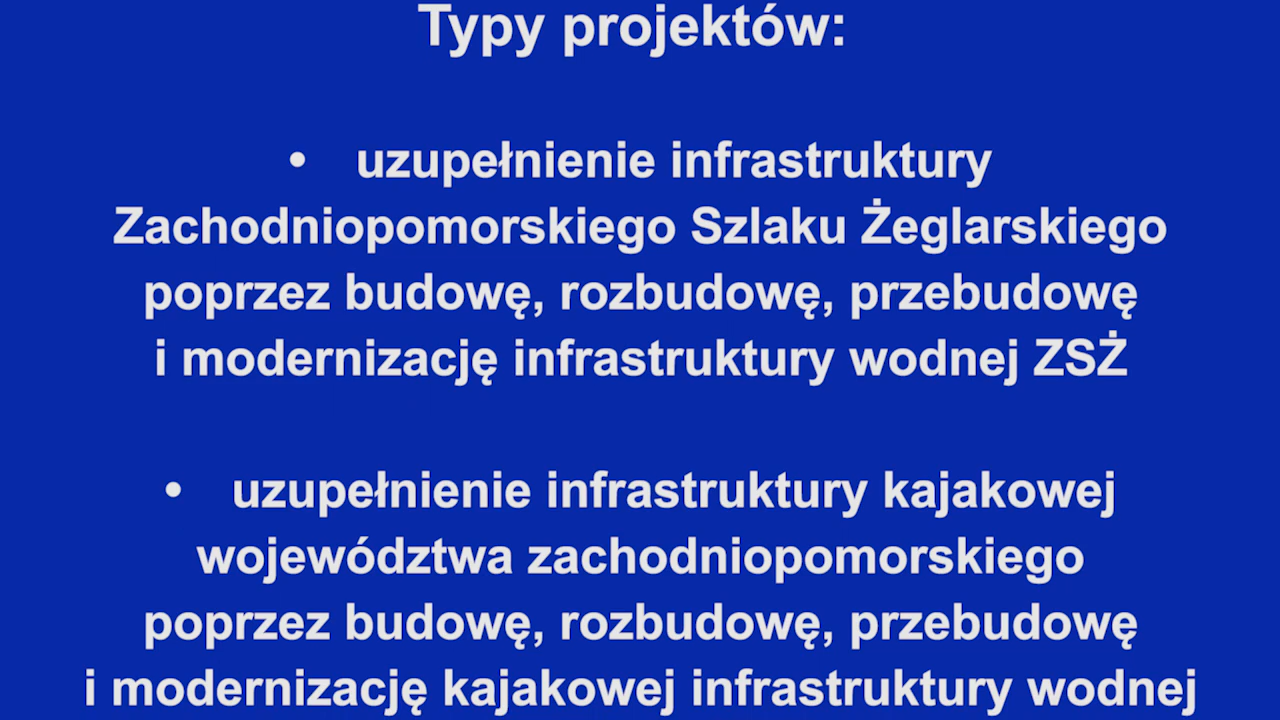 Typy projektów:
• uzupełnienie infrastruktury
Zachodniopomorskiego Szlaku Żeglarskiego
poprzez budowę, rozbudowę, przebudowę
i modernizację infrastruktury wodnej ZSŻ
• uzupełnienie infrastruktury kajakowej
województwa zachodniopomorskiego
poprzez budowę, rozbudowę, przebudowę
i modernizację kajakowej infrastruktury wodnej